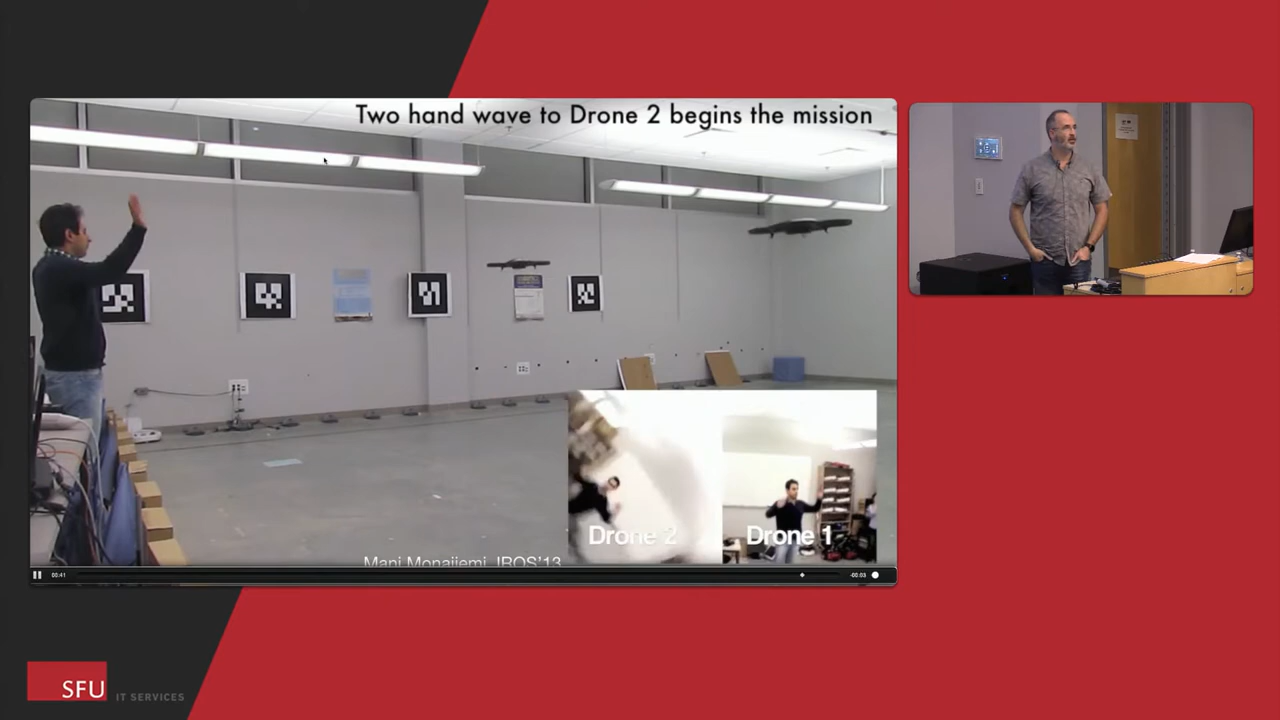 Two hand wave to Drone 2 begins the mission
Drone 2
Drone 1
Mani Monajjemi, IROS'13
00:41
-00:03
SFU
IT SERVICES